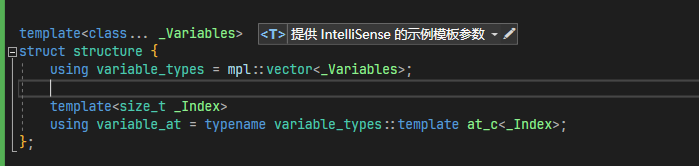 template<class... _Variables> <T> 提供 IntelliSense 的示例模板参数
struct structure {
using variable_types = mpl::vector<_Variables>;
template<size_t _Index>
using variable_at = typename variable_types::template at_c<_Index>;
};